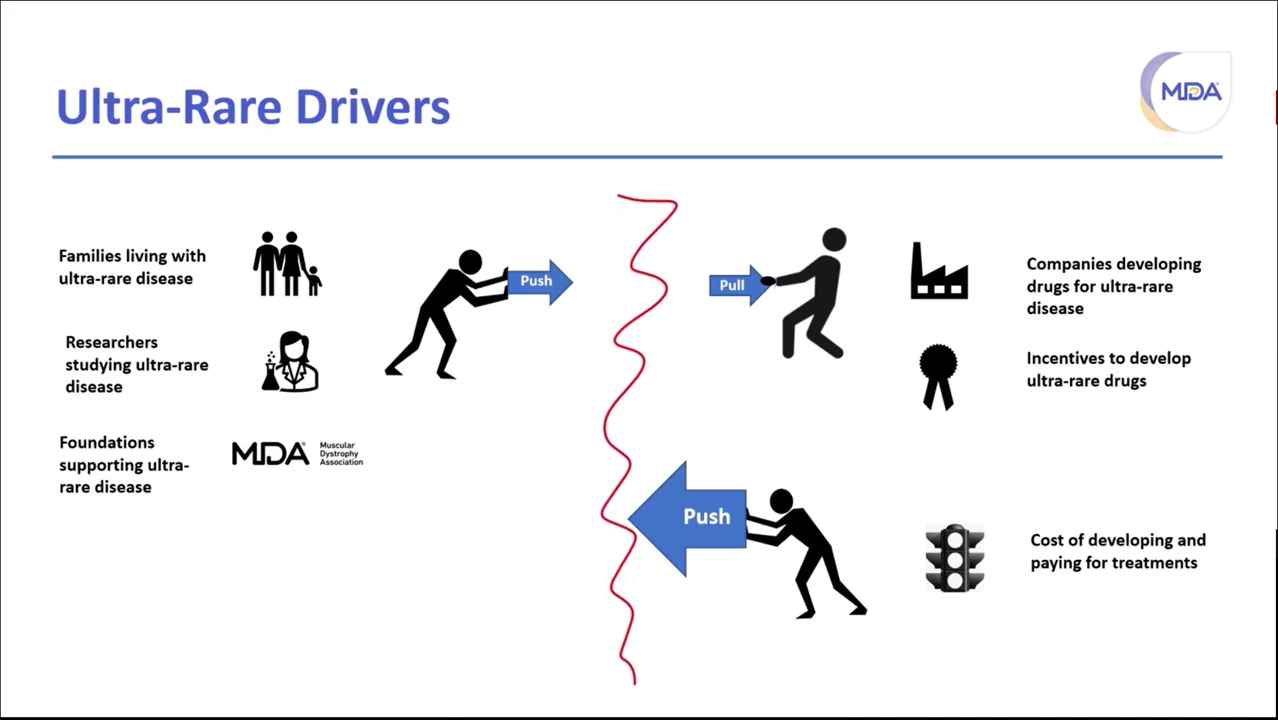 Ultra-Rare Drivers
MDA
Families living with
ultra-rare disease
Researchers
studying ultra-rare
disease
Foundations
supporting ultra-
rare disease
MDA
Muscular
Dystrophy
Association
Push
Pull
Companies developing
drugs for ultra-rare
disease
Incentives to develop
ultra-rare drugs
Push
Cost of developing and
paying for treatments